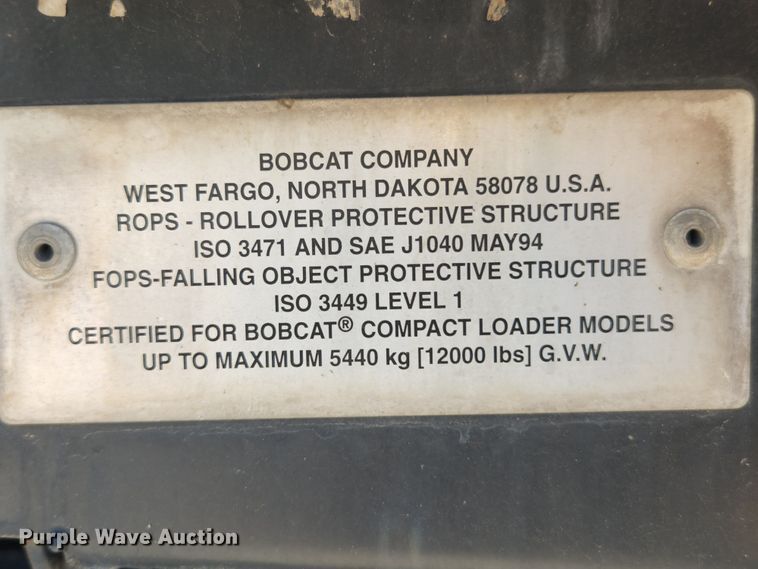 BOBCAT COMPANY
WEST FARGO, NORTH DAKOTA 58078 U.S.A.
ROPS - ROLLOVER PROTECTIVE STRUCTURE
ISO 3471 AND SAE J1040 MAY94
FOPS-FALLING OBJECT PROTECTIVE STRUCTURE
ISO 3449 LEVEL 1
CERTIFIED FOR BOBCAT® COMPACT LOADER MODELS
UP TO MAXIMUM 5440 kg [12000 lbs] G.V.W.
Purple Wave Auction